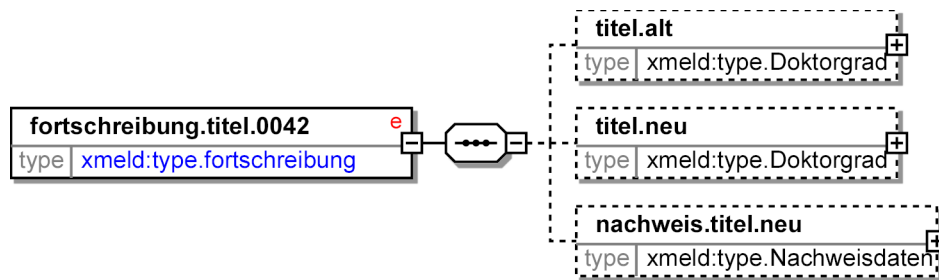 titel.alt
type xmeld:type.Doktorgrad
fortschreibung.titel.0042 e
type xmeld:type.fortschreibung
titel.neu
type xmeld:type.Doktorgrad
nachweis.titel.neu
type xmeld:type.Nachweisdaten